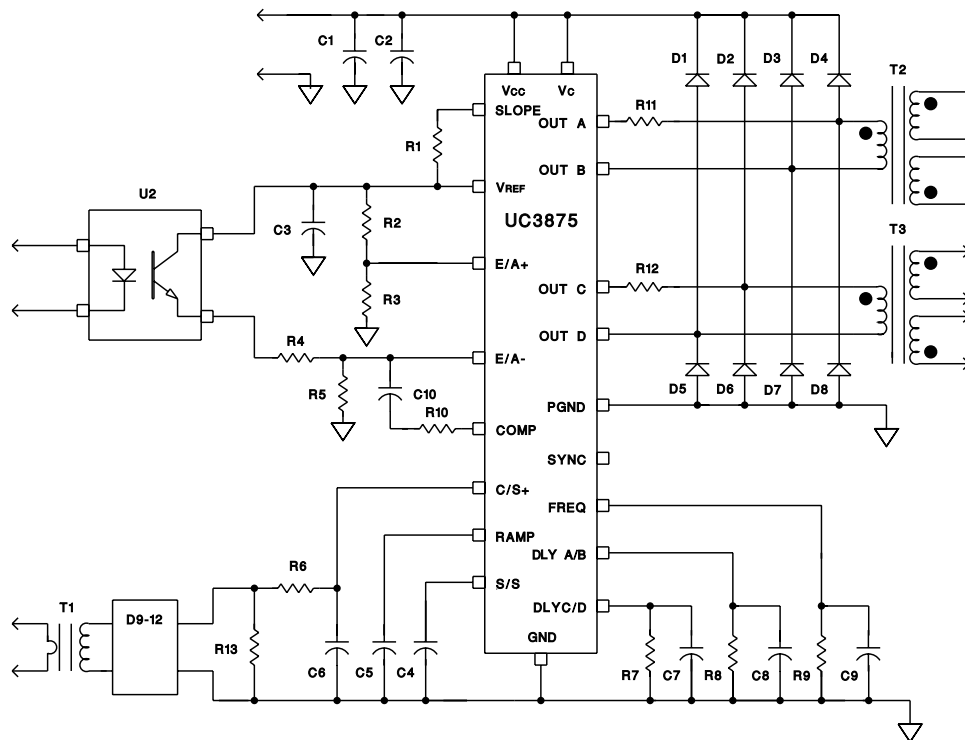 C1
C2
D1
D2
D3
D4
T2
Vcc
Vc
SLOPE
R11
OUT A
R1
OUT B
U2
VREF
UC3875
C3
R2
T3
E/A+
R12
R3
OUT C
OUT D
R4
E/A-
R5
C10
D5
D6
D7
D8
R10
PGND
COMP
SYNC
C/S+
FREQ
RAMP
DLY A/B
R6
S/S
T1
D9-12
DLYC/D
GND
R13
C6
C5
C4
R7
C7
R8
C8
R9
C9